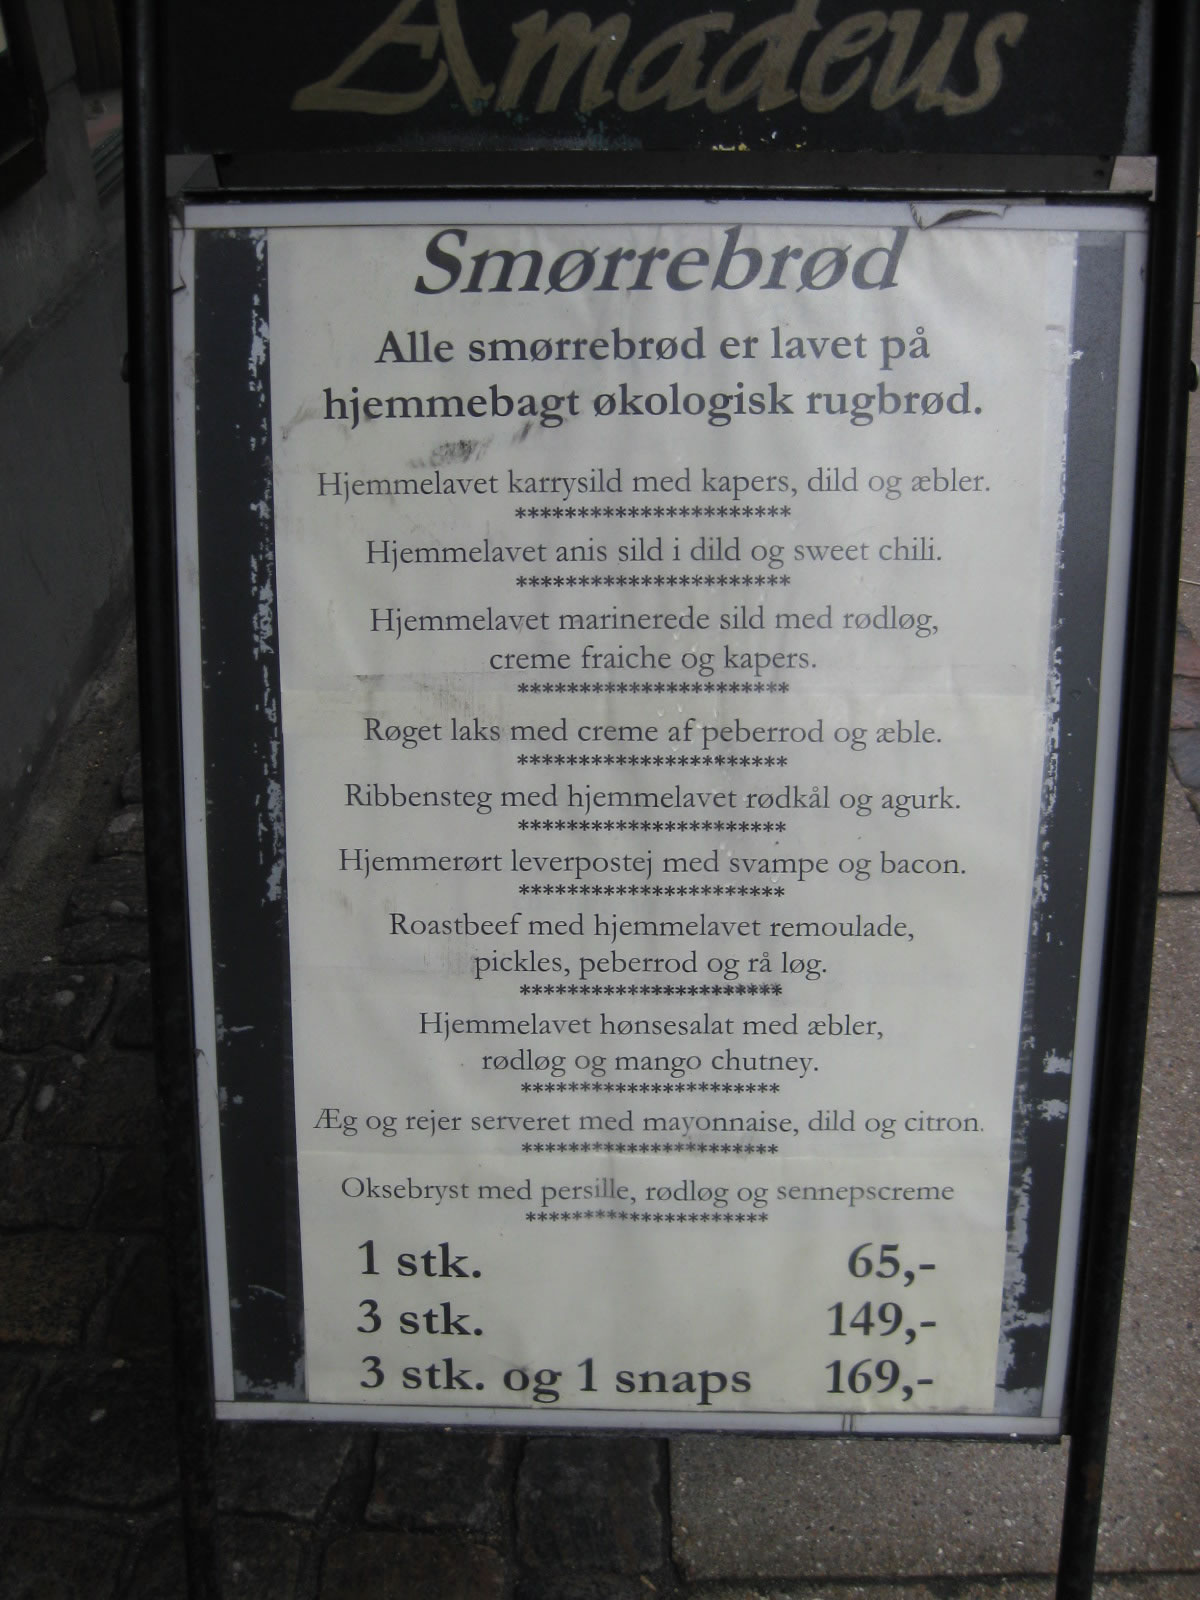 Amadeus
Smørrebrød
Alle smørrebrød er lavet på
hjemmebagt økologisk rugbrød.
Hjemmelavet karrysild med kapers, dild og æbler.
**********************
Hjemmelavet anis sild i dild og sweet chili.
**********************
Hjemmelavet marinerede sild med rødløg,
creme fraiche og kapers.
**********************
Røget laks med creme af peberrod og æble.
**********************
Ribbensteg med hjemmelavet rødkål og agurk.
**********************
Hjemmerørt leverpostej med svampe og bacon.
**********************
Roastbeef med hjemmelavet remoulade,
pickles, peberrod og rå løg.
**********************
Hjemmelavet hønsesalat med æbler,
rødløg og mango chutney.
**********************
Æg og rejer serveret med mayonnaise, dild og citron.
**********************
Oksebryst med persille, rødløg og sennepscreme
*********************
1 stk. 65,-
3 stk. 149,-
3 stk. og 1 snaps 169,-